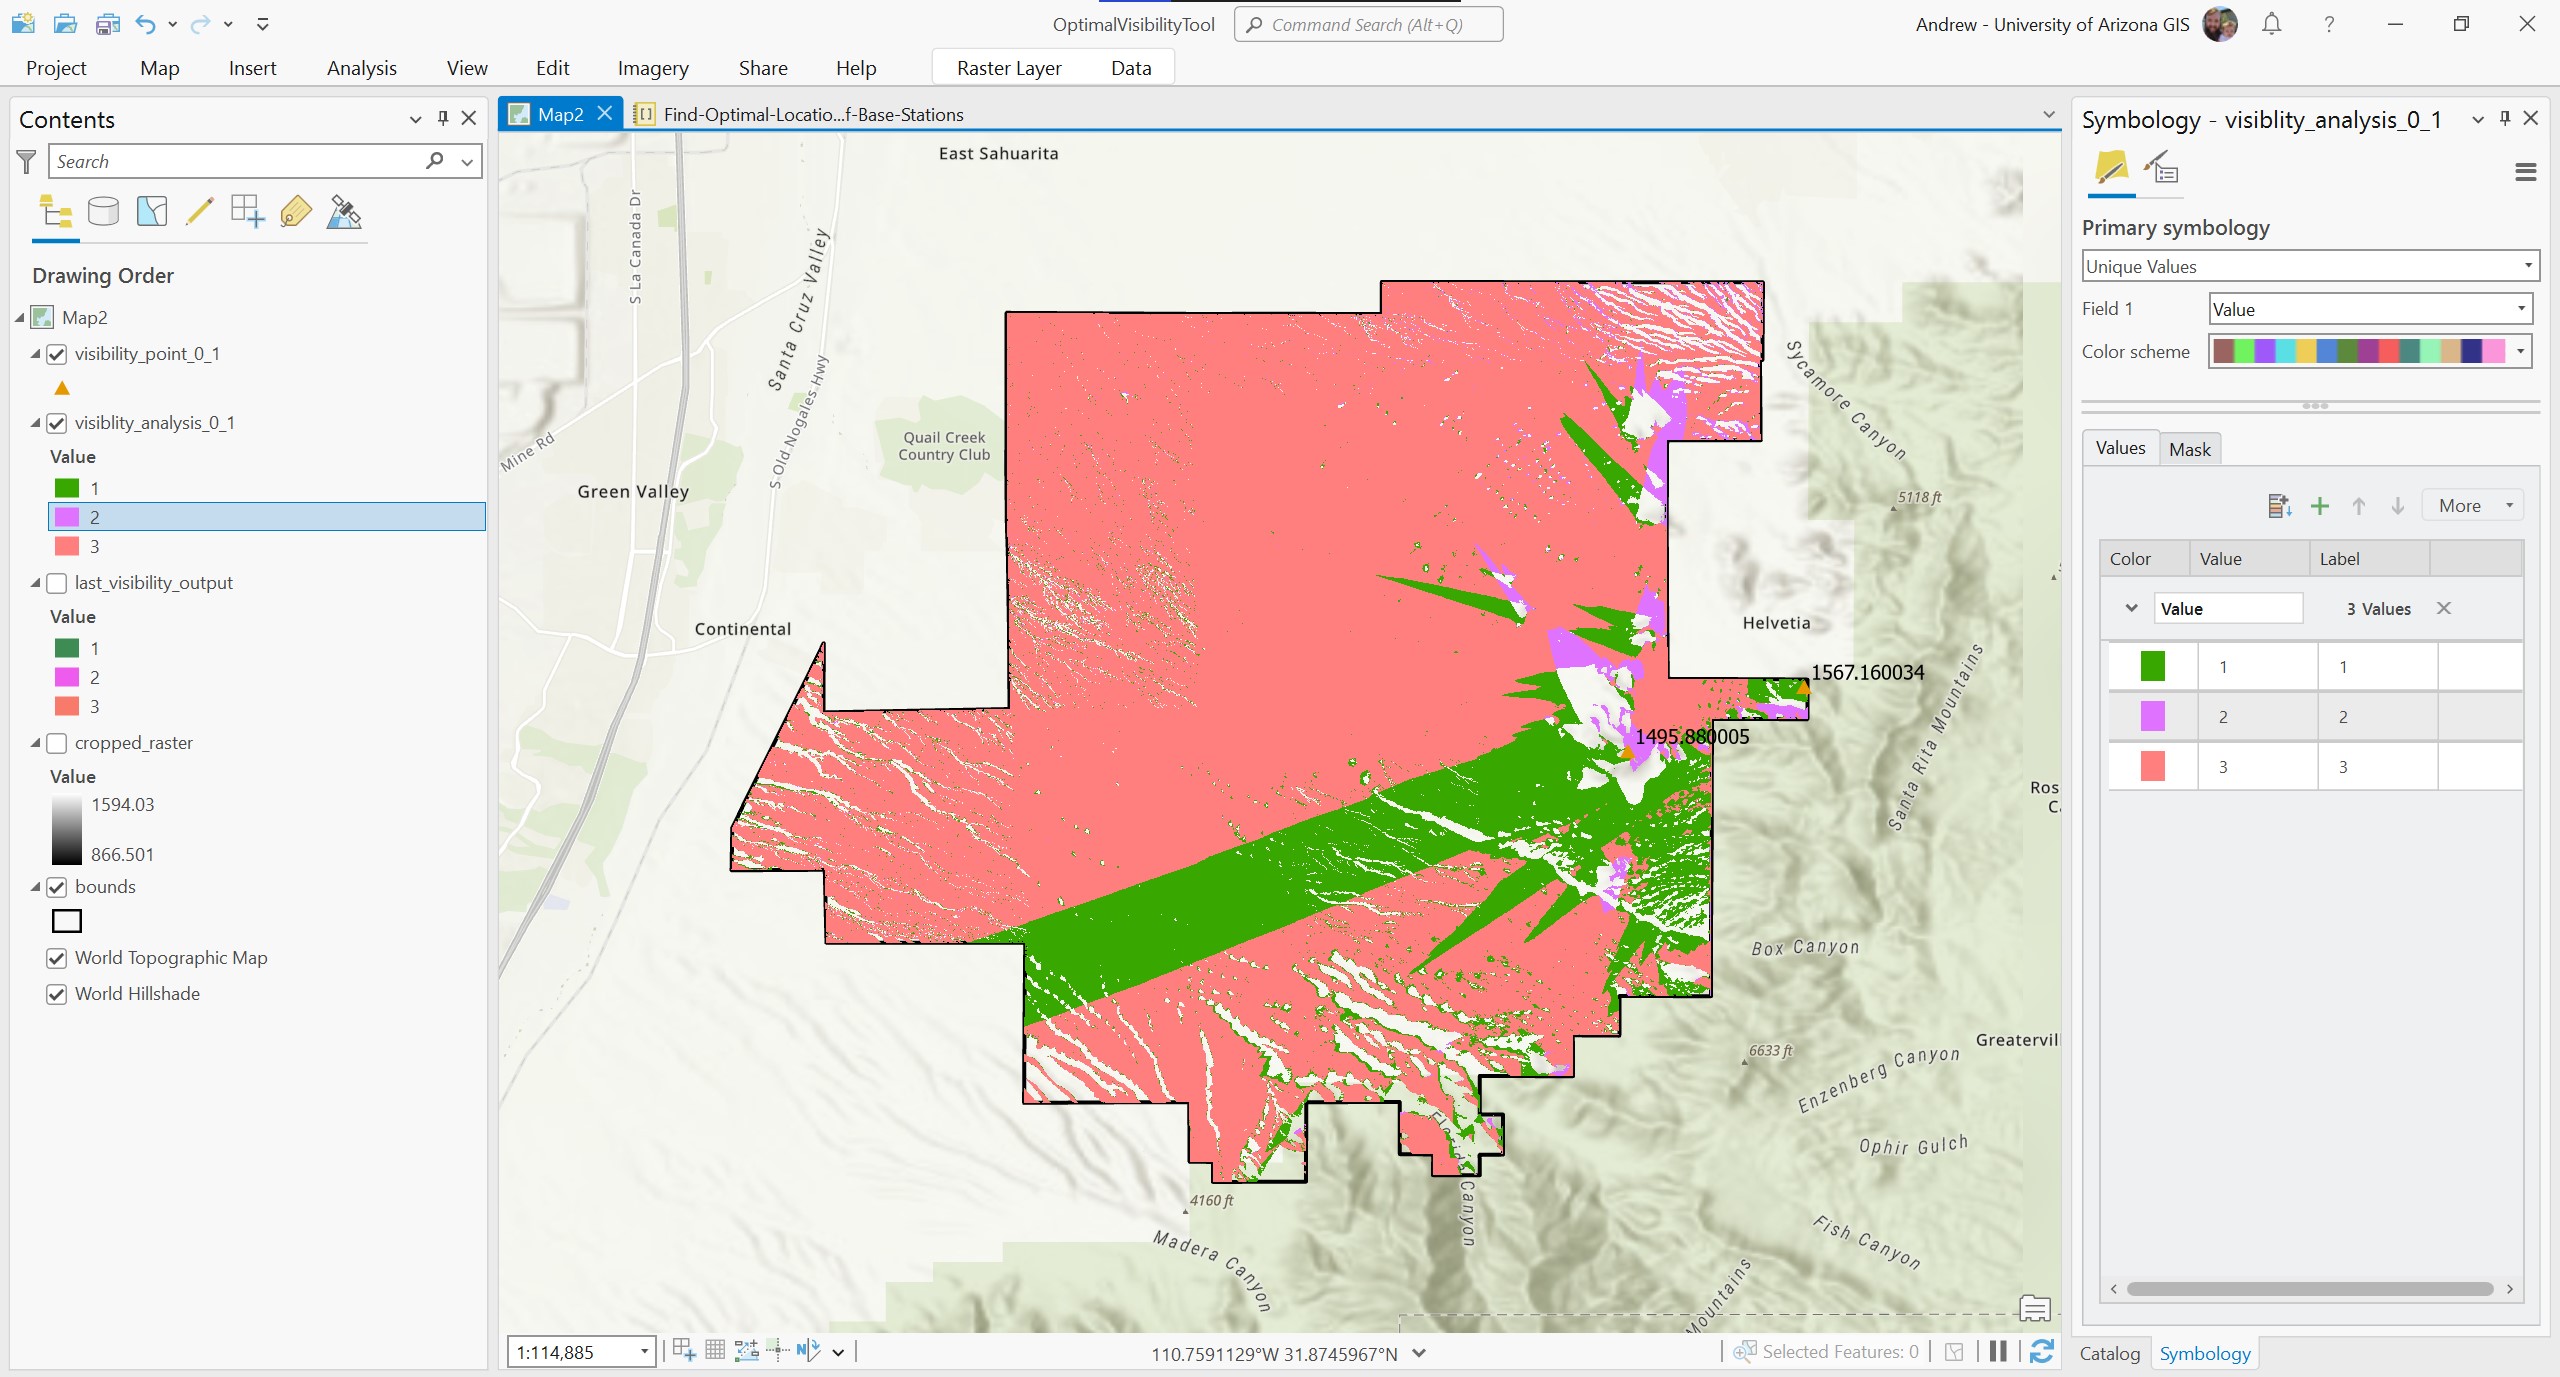 OptimalVisibilityTool
Command Search (Alt+Q)
Andrew - University of Arizona GIS
?
Project Map Insert Analysis View Edit Imagery Share Help Raster Layer Data
Contents
Search
Drawing Order
Map2
visibility_point_0_1
visiblity_analysis_0_1
Value
1
2
3
last_visibility_output
Value
1
2
3
cropped_raster
Value
1594.03
866.501
bounds
World Topographic Map
World Hillshade
Map2
Find-Optimal-Locatio...f-Base-Stations
East Sahuarita
S La Canada Dr
Santa Cruz Valley
S Old Nogales Hwy
Mine Rd
Quail Creek
Country Club
Green Valley
Continental
Sycamore Canyon
5118 ft
Helvetia
1567.160034
1495.880005
Santa Rita Mountains
Ros
Box Canyon
6633 ft
Greatervil
Enzenberg Canyon
Ophir Gulch
Canyon
4160 ft
Madera Canyon
Fish Canyon
Mountains
1:114,885
110.7591129°W 31.8745967°N
Selected Features: 0
Symbology - visiblity_analysis_0_1
Primary symbology
Unique Values
Field 1 Value
Color scheme
Values Mask
More
Color Value Label
Value 3 Values
1 1
2 2
3 3
Catalog Symbology